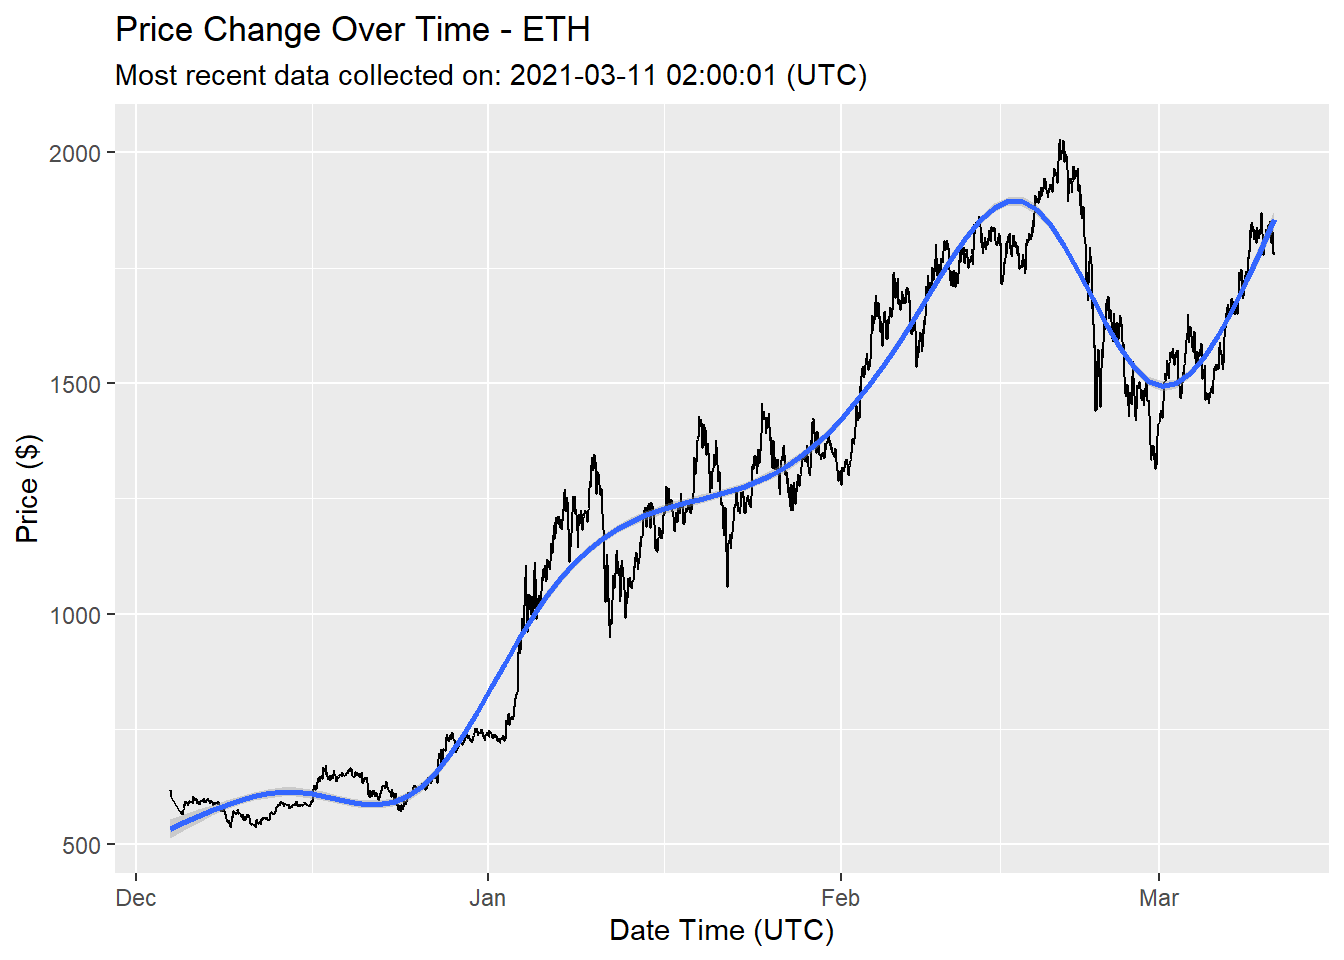 Price Change Over Time - ETH
Most recent data collected on: 2021-03-11 02:00:01 (UTC)
2000
1500
1000
500
Price ($)
Dec
Jan
Feb
Mar
Date Time (UTC)